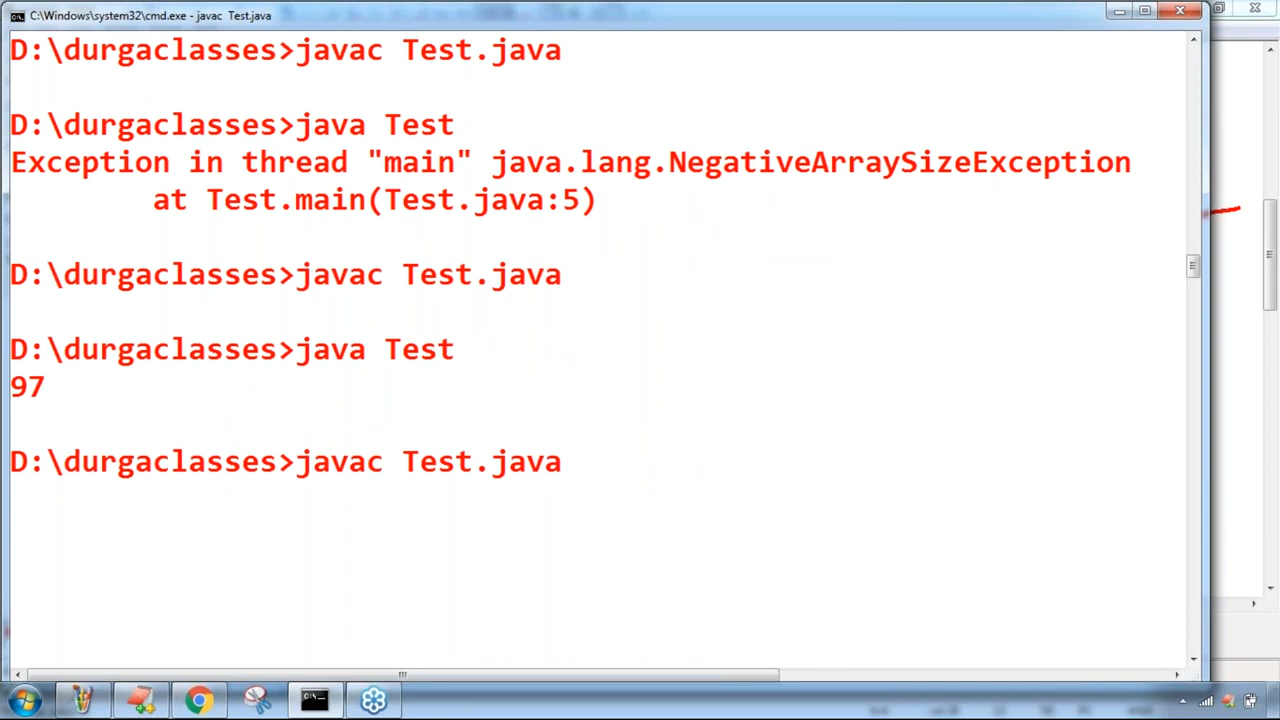 C:\Windows\system32\cmd.exe - javac Test.java
D:\durgaclasses>javac Test.java
D:\durgaclasses>java Test
Exception in thread "main" java.lang.NegativeArraySizeException
at Test.main(Test.java:5)
D:\durgaclasses>javac Test.java
D:\durgaclasses>java Test
97
D:\durgaclasses>javac Test.java